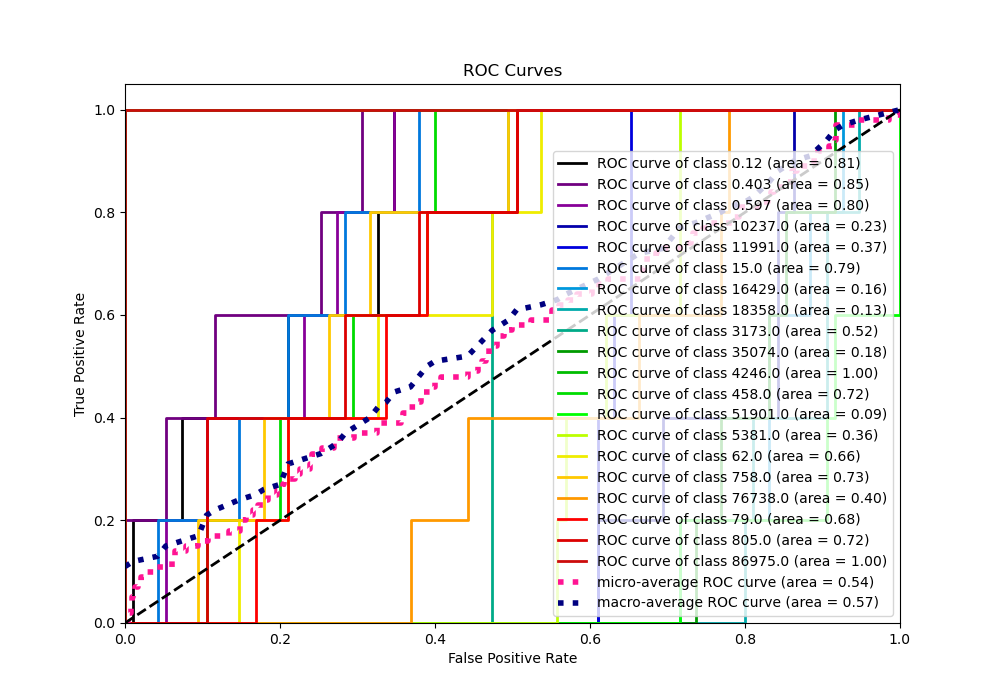 ROC Curves
1.0
0.8
0.6
0.4
0.2
0.0
True Positive Rate
ROC curve of class 0.12 (area = 0.81)
ROC curve of class 0.403 (area = 0.85)
ROC curve of class 0.597 (area = 0.80)
ROC curve of class 10237.0 (area = 0.23)
ROC curve of class 11991.0 (area = 0.37)
ROC curve of class 15.0 (area = 0.79)
ROC curve of class 16429.0 (area = 0.16)
ROC curve of class 18358.0 (area = 0.13)
ROC curve of class 3173.0 (area = 0.52)
ROC curve of class 35074.0 (area = 0.18)
ROC curve of class 4246.0 (area = 1.00)
ROC curve of class 458.0 (area = 0.72)
ROC curve of class 51901.0 (area = 0.09)
ROC curve of class 5381.0 (area = 0.36)
ROC curve of class 62.0 (area = 0.66)
ROC curve of class 758.0 (area = 0.73)
ROC curve of class 76738.0 (area = 0.40)
ROC curve of class 79.0 (area = 0.68)
ROC curve of class 805.0 (area = 0.72)
ROC curve of class 86975.0 (area = 1.00)
micro-average ROC curve (area = 0.54)
macro-average ROC curve (area = 0.57)
0.0 0.2 0.4 0.6 0.8 1.0
False Positive Rate